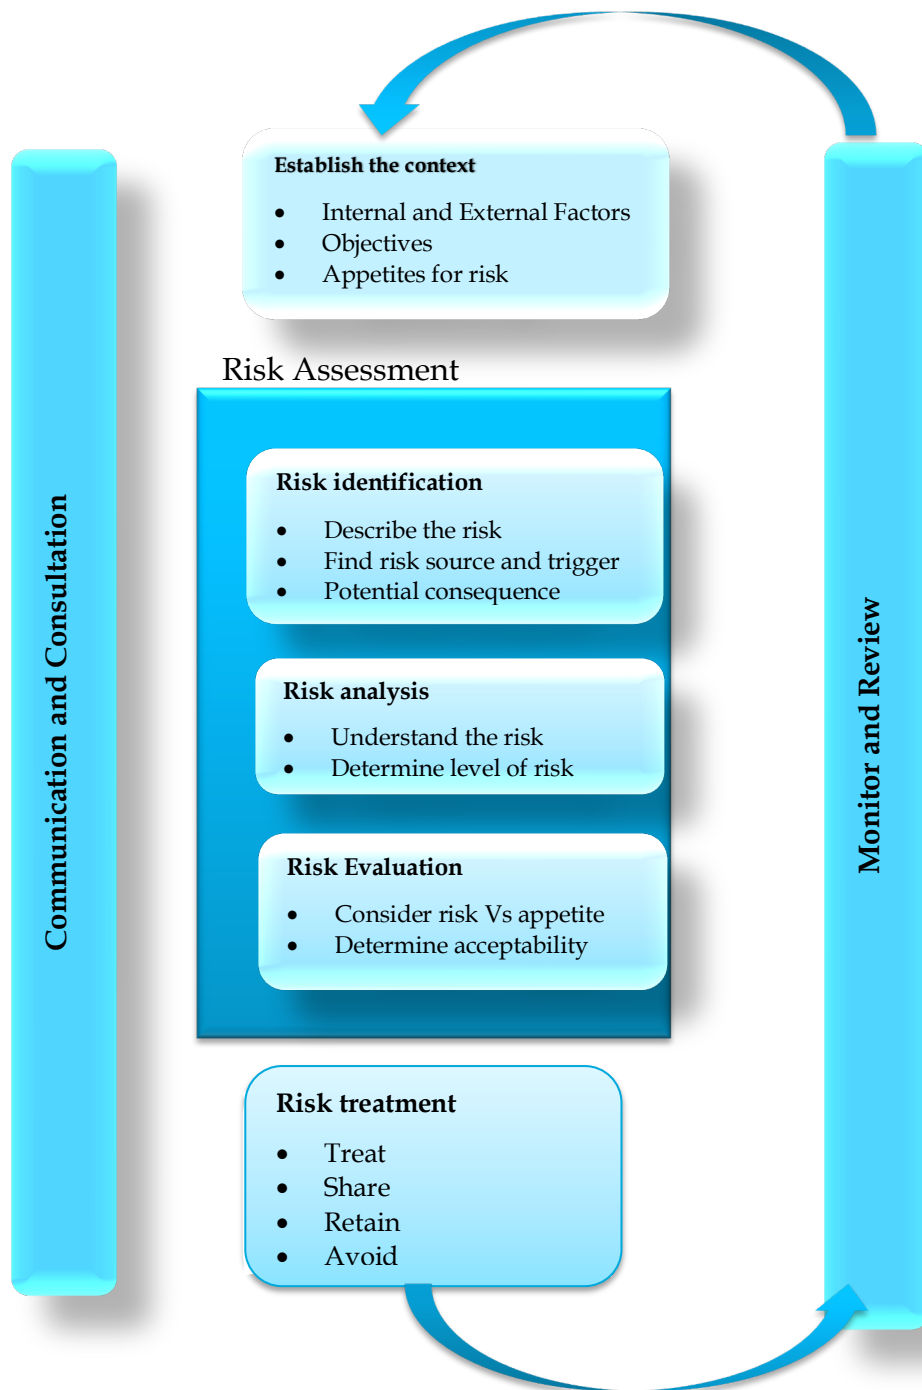 Establish the context
• Internal and External Factors
• Objectives
• Appetites for risk
Risk Assessment
Risk identification
• Describe the risk
• Find risk source and trigger
• Potential consequence
Risk analysis
• Understand the risk
• Determine level of risk
Risk Evaluation
• Consider risk Vs appetite
• Determine acceptability
Risk treatment
• Treat
• Share
• Retain
• Avoid
Communication and Consultation
Monitor and Review